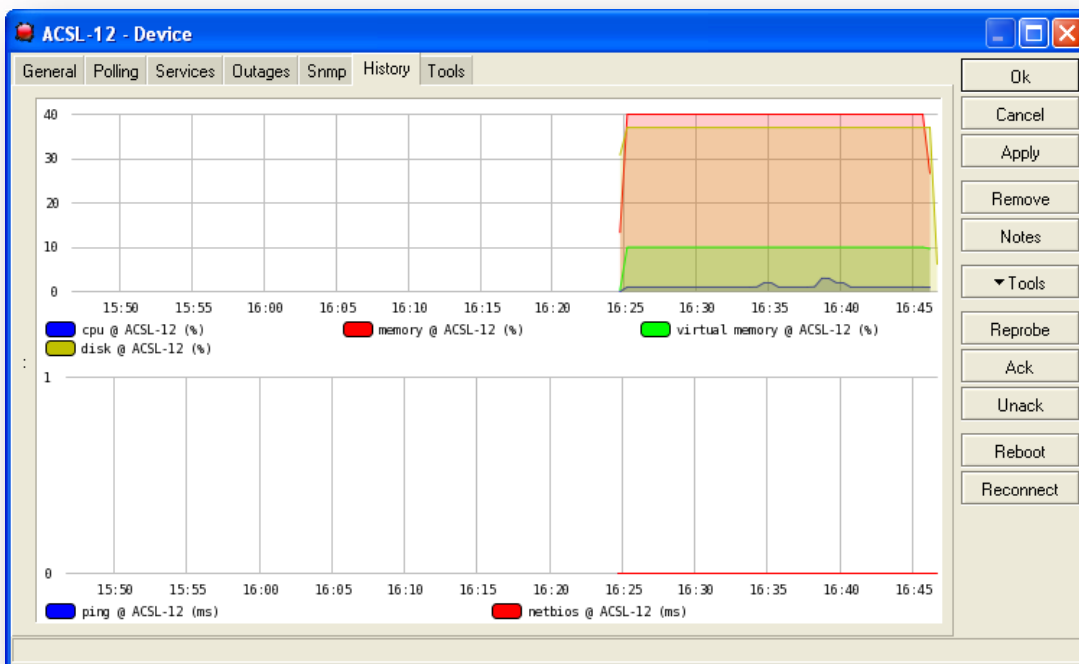 ACSL-12 - Device
General Polling Services Outages Snmp History Tools
Ok
Cancel
Apply
Remove
Notes
Tools
Reprobe
Ack
Unack
Reboot
Reconnect
40
30
20
10
0
15:50 15:55 16:00 16:05 16:10 16:15 16:20 16:25 16:30 16:35 16:40 16:45
cpu @ ACSL-12 (%) memory @ ACSL-12 (%) virtual memory @ ACSL-12 (%)
disk @ ACSL-12 (%)
:
1
0
15:50 15:55 16:00 16:05 16:10 16:15 16:20 16:25 16:30 16:35 16:40 16:45
ping @ ACSL-12 (ms) netbios @ ACSL-12 (ms)